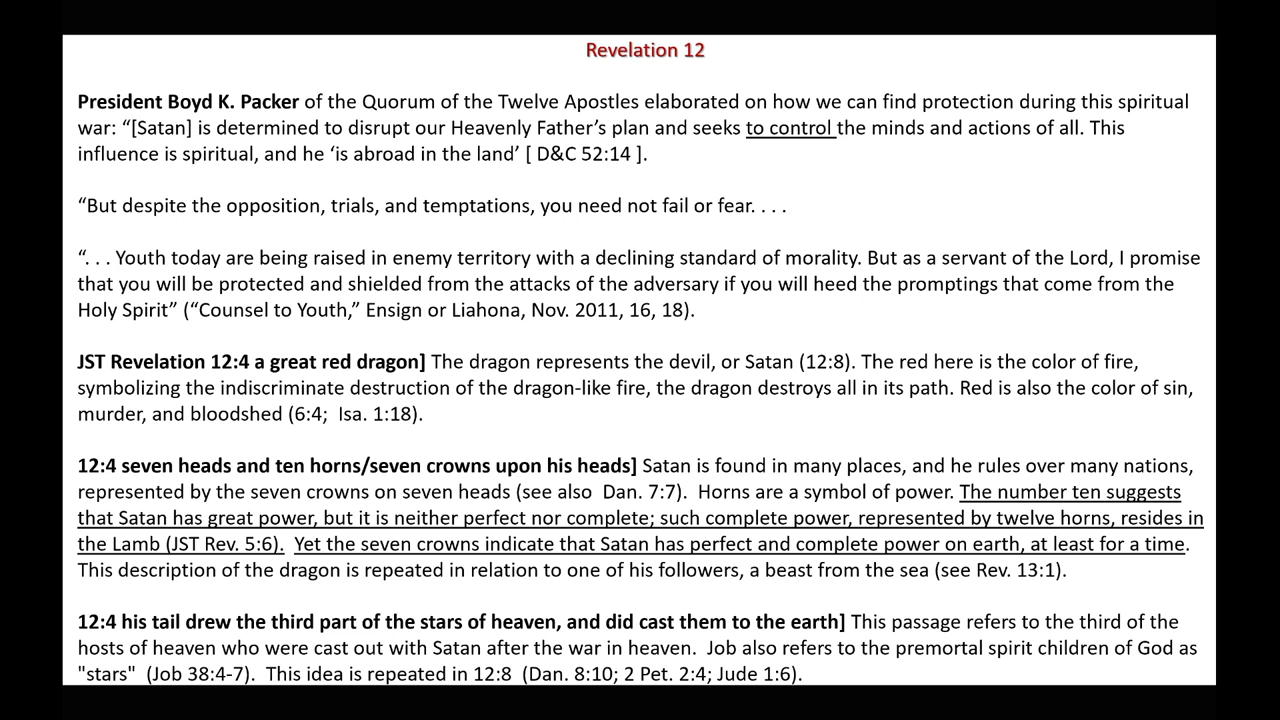 Revelation 12
President Boyd K. Packer of the Quorum of the Twelve Apostles elaborated on how we can find protection during this spiritual
war: “[Satan] is determined to disrupt our Heavenly Father’s plan and seeks to control the minds and actions of all. This
influence is spiritual, and he ‘is abroad in the land’ [ D&C 52:14 ].
“But despite the opposition, trials, and temptations, you need not fail or fear. . . .
“. . . Youth today are being raised in enemy territory with a declining standard of morality. But as a servant of the Lord, I promise
that you will be protected and shielded from the attacks of the adversary if you will heed the promptings that come from the
Holy Spirit” (“Counsel to Youth,” Ensign or Liahona, Nov. 2011, 16, 18).
JST Revelation 12:4 a great red dragon] The dragon represents the devil, or Satan (12:8). The red here is the color of fire,
symbolizing the indiscriminate destruction of the dragon-like fire, the dragon destroys all in its path. Red is also the color of sin,
murder, and bloodshed (6:4;  Isa. 1:18).
12:4 seven heads and ten horns/seven crowns upon his heads] Satan is found in many places, and he rules over many nations,
represented by the seven crowns on seven heads (see also  Dan. 7:7).  Horns are a symbol of power. The number ten suggests
that Satan has great power, but it is neither perfect nor complete; such complete power, represented by twelve horns, resides in
the Lamb (JST Rev. 5:6).  Yet the seven crowns indicate that Satan has perfect and complete power on earth, at least for a time.
This description of the dragon is repeated in relation to one of his followers, a beast from the sea (see Rev. 13:1).
12:4 his tail drew the third part of the stars of heaven, and did cast them to the earth] This passage refers to the third of the
hosts of heaven who were cast out with Satan after the war in heaven.  Job also refers to the premortal spirit children of God as
"stars"  (Job 38:4-7).  This idea is repeated in 12:8  (Dan. 8:10; 2 Pet. 2:4; Jude 1:6).